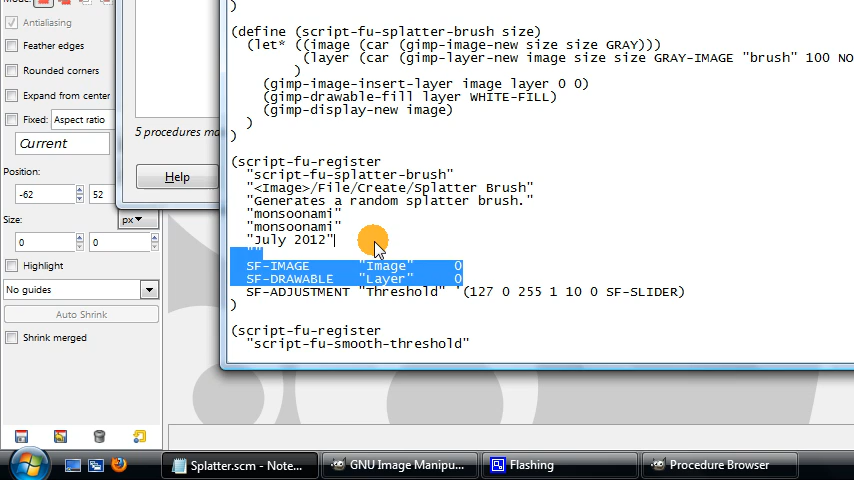 Mode:
Antialiasing
Feather edges
Rounded corners
Expand from center
Fixed: Aspect ratio
Current
Position:
-62 52
px
Size:
0 0
Highlight
No guides
Auto Shrink
Shrink merged
5 procedures ma
Help
)
(define (script-fu-splatter-brush size)
(let* ((image (car (gimp-image-new size size GRAY)))
(layer (car (gimp-layer-new image size size GRAY-IMAGE "brush" 100 NO
)
(gimp-image-insert-layer image layer 0 0)
(gimp-drawable-fill layer WHITE-FILL)
(gimp-display-new image)
)
)
(script-fu-register
"script-fu-splatter-brush"
"<Image>/File/Create/Splatter Brush"
"Generates a random splatter brush."
"monsoonami"
"monsoonami"
"July 2012"
""
SF-IMAGE "Image" 0
SF-DRAWABLE "Layer" 0
SF-ADJUSTMENT "Threshold" '(127 0 255 1 10 0 SF-SLIDER)
)
(script-fu-register
"script-fu-smooth-threshold"
Splatter.scm - Note...
GNU Image Manipu...
Flashing
Procedure Browser